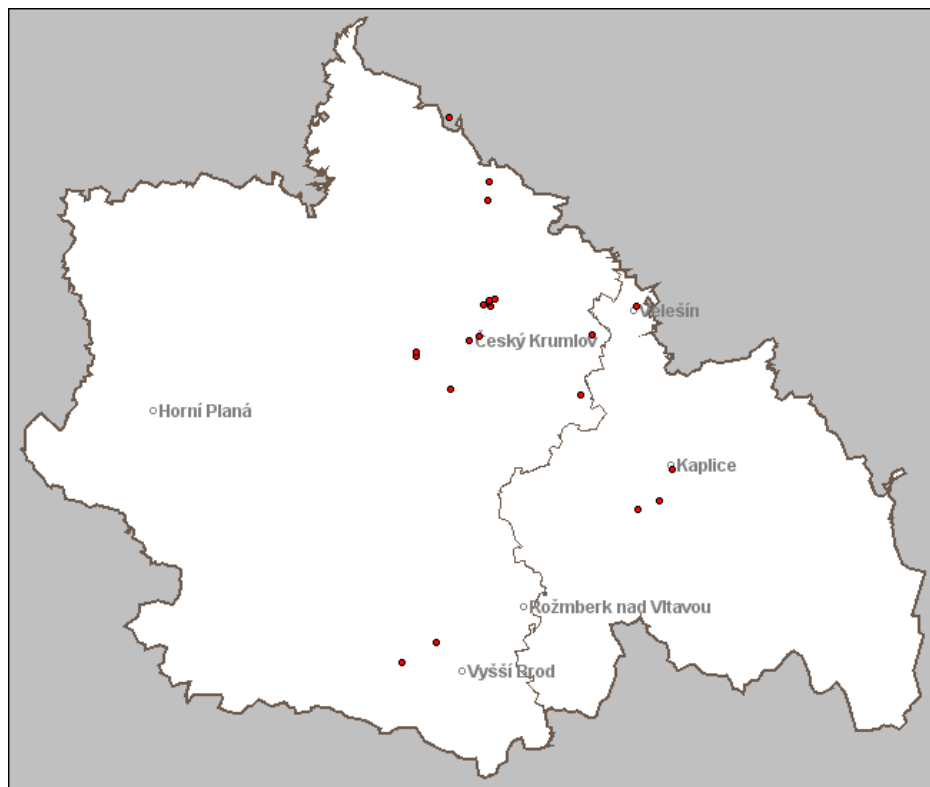 Velešín
Český Krumlov
Horní Planá
Kaplice
Rožmberk nad Vltavou
Vyšší Brod